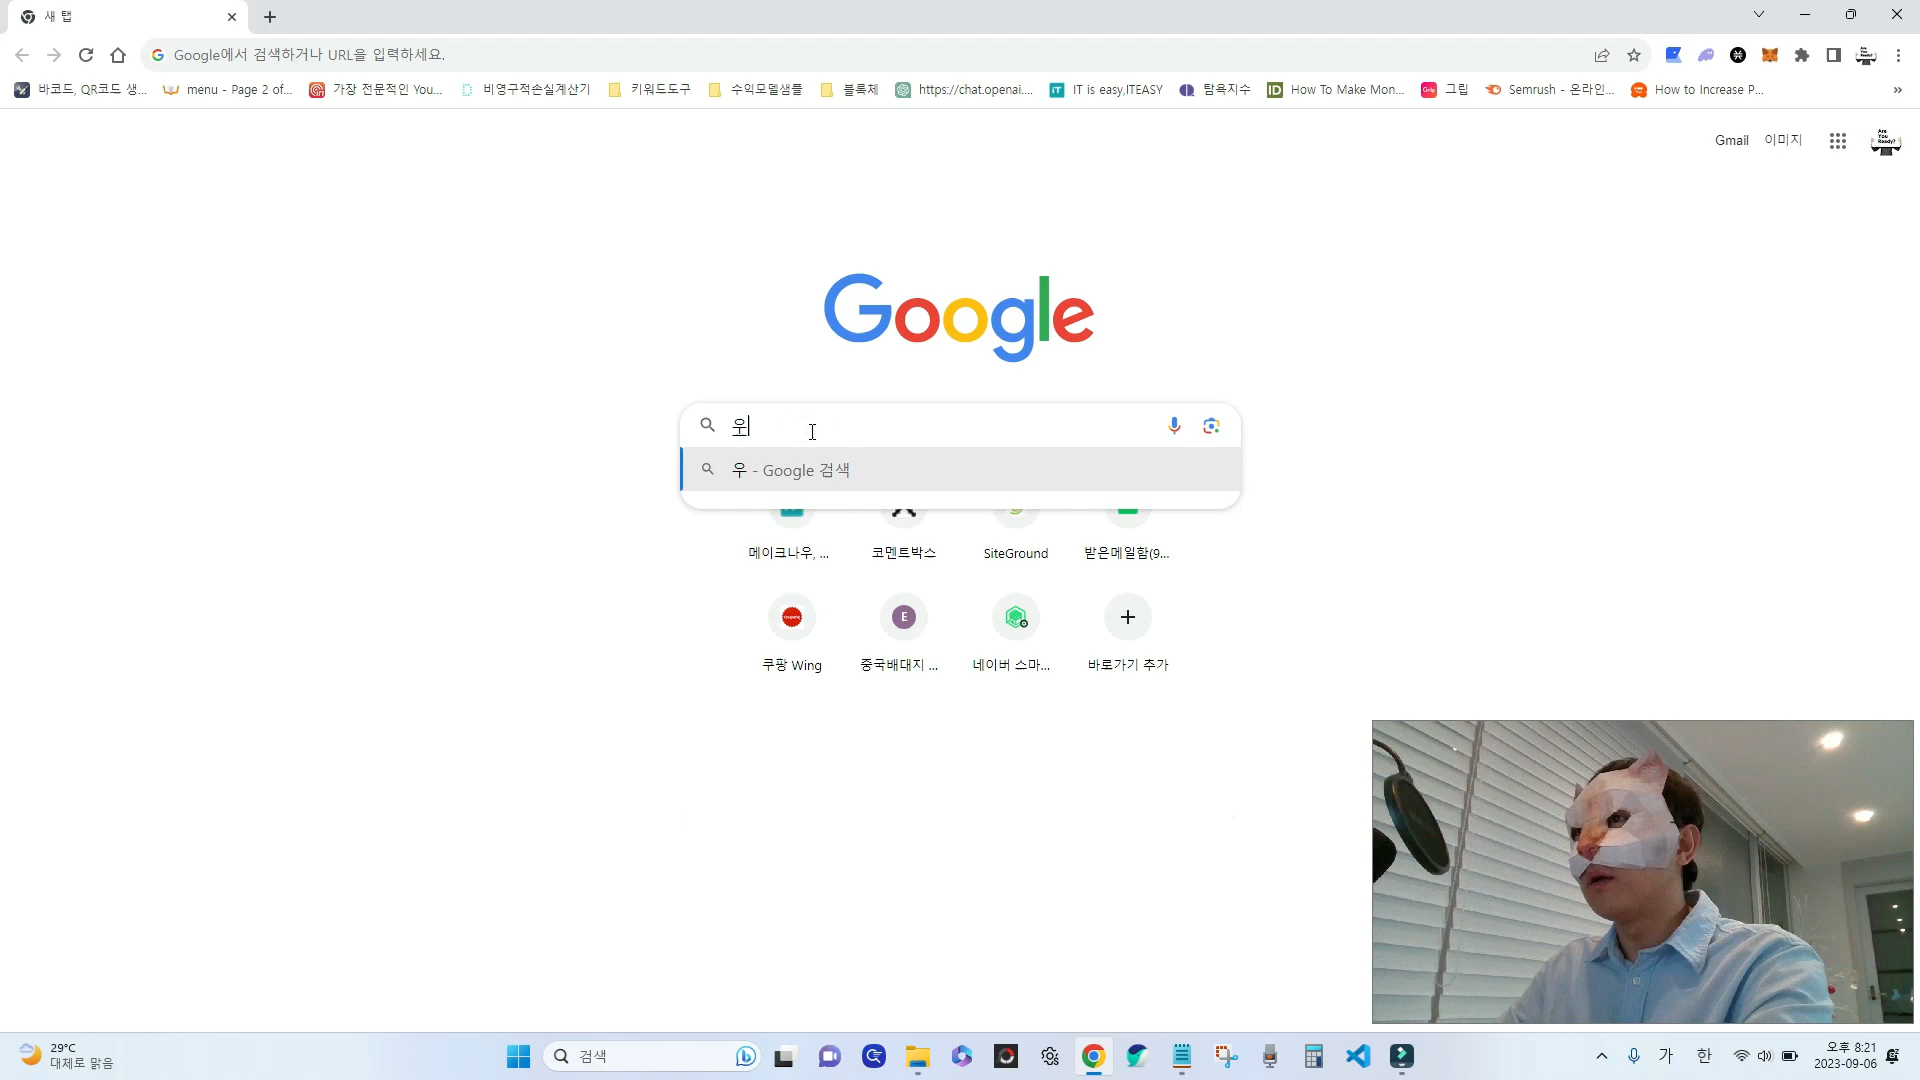 새 탭
Google에서 검색하거나 URL을 입력하세요.
바코드, QR코드 생...
menu - Page 2 of...
가장 전문적인 You...
비영구적손실계산기
키워드도구
수익모델샘플
블록체
https://chat.openai....
IT is easy,ITEASY
탐욕지수
How To Make Mon...
그립
Semrush - 온라인...
How to Increase P...
Gmail
이미지
Are
You
Ready?
Google
우
우 - Google 검색
메이크나우, ...
코멘트박스
SiteGround
받은메일함(9...
쿠팡 Wing
E
중국배대지 ...
네이버 스마...
바로가기 추가
29°C
대체로 맑음
검색
가
한
오후 8:21
2023-09-06